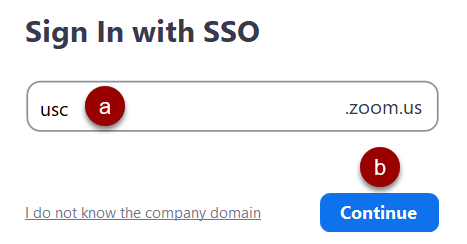 Sign In with SSO
usc a .zoom.us
b
I do not know the company domain Continue